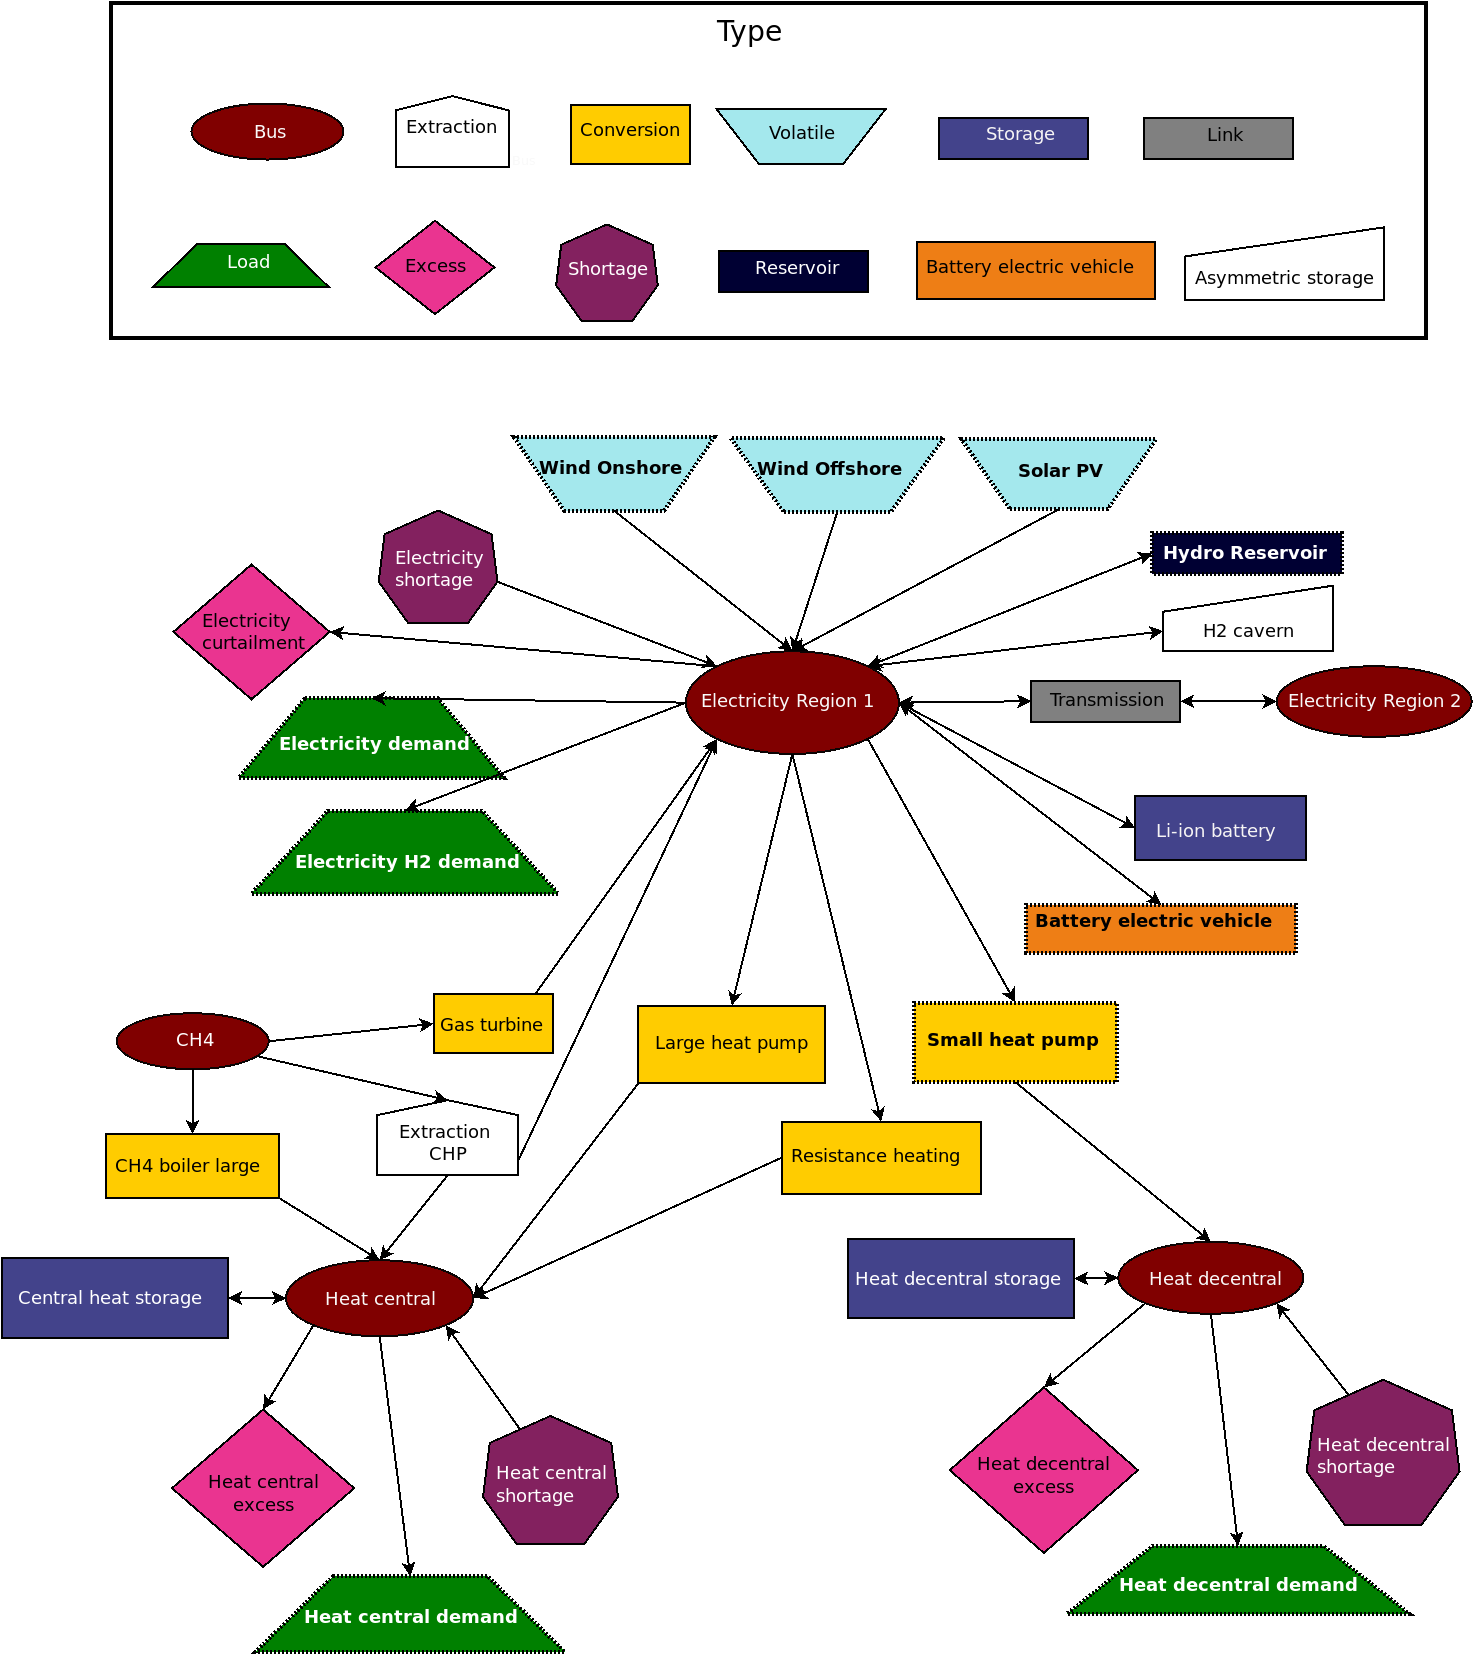 Type
Bus
Extraction
Conversion
Volatile
Storage
Link
Load
Excess
Shortage
Reservoir
Battery electric vehicle
Asymmetric storage
Wind Onshore
Wind Offshore
Solar PV
Electricity
shortage
Hydro Reservoir
Electricity
curtailment
H2 cavern
Electricity Region 1
Transmission
Electricity Region 2
Electricity demand
Li-ion battery
Electricity H2 demand
Battery electric vehicle
Gas turbine
CH4
Large heat pump
Small heat pump
Extraction
CHP
CH4 boiler large
Resistance heating
Central heat storage
Heat central
Heat decentral storage
Heat decentral
Heat central
excess
Heat central
shortage
Heat decentral
excess
Heat decentral
shortage
Heat central demand
Heat decentral demand